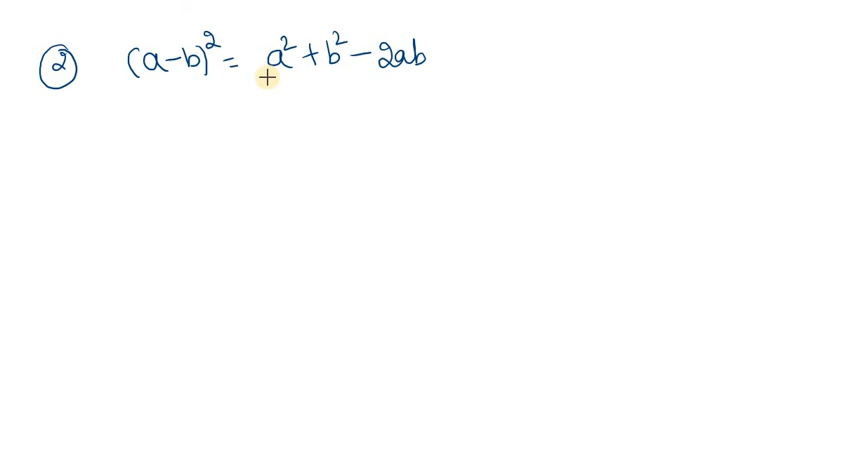 ② (a-b)² = a² + b² - 2ab